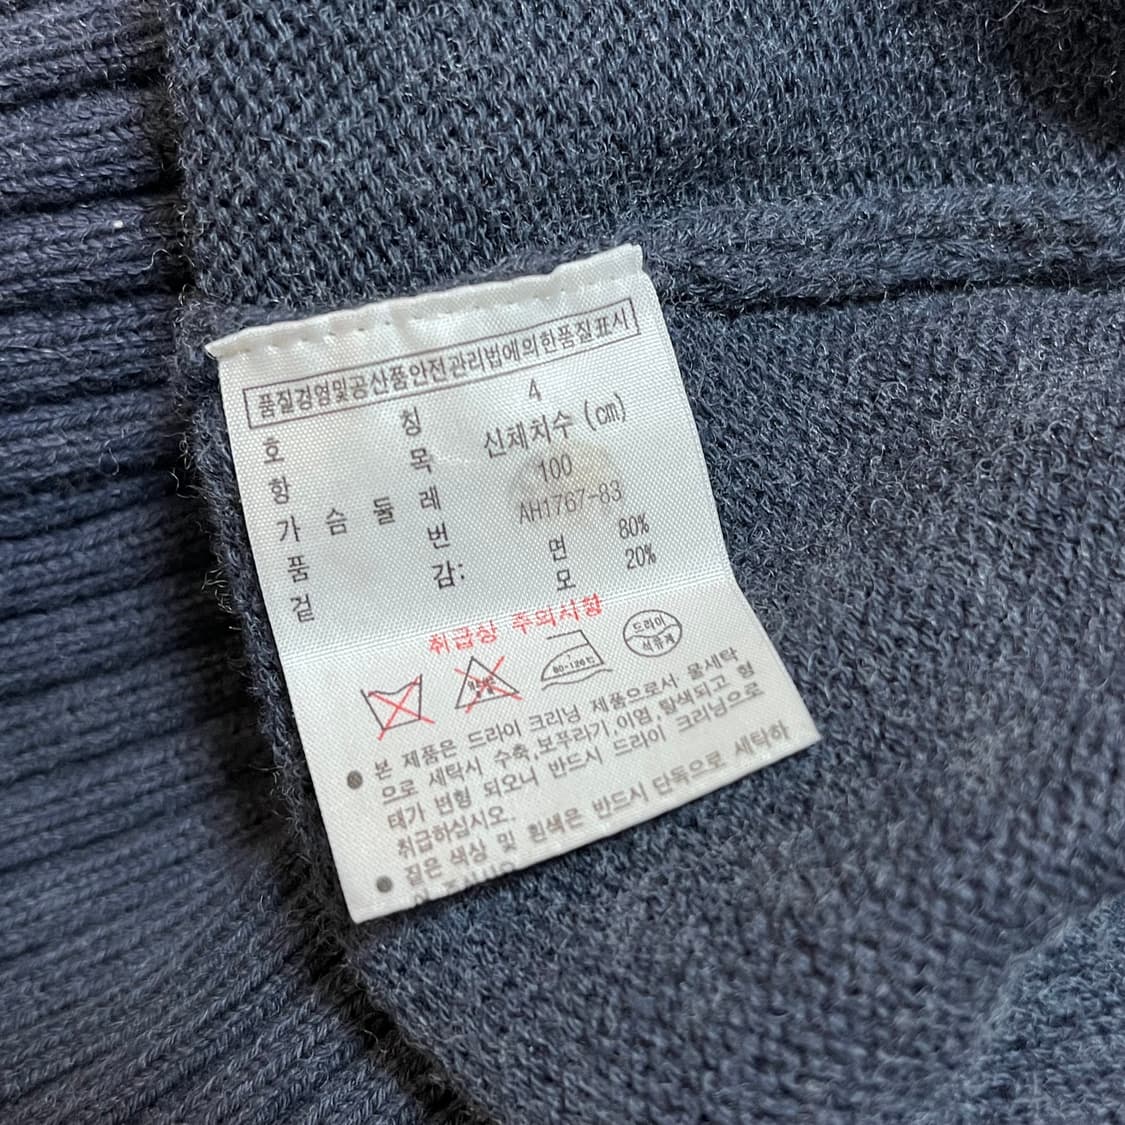 품질경영및공산품안전관리법에의한품질표시
호 칭 4
항 목 신체치수 (cm)
가 슴 둘 레 100
품 번 AH1767-83
걸 감: 면 80%
모 20%
취급상 주의사항
80-120℃
드라이
석유계
● 본 제품은 드라이 크리닝 제품으로서 물세탁
으로 세탁시 수축,보푸라기,이염,탈색되고 형
태가 변형 되오니 반드시 드라이 크리닝으로
취급하십시오.
● 짙은 색상 및 흰색은 반드시 단독으로 세탁하